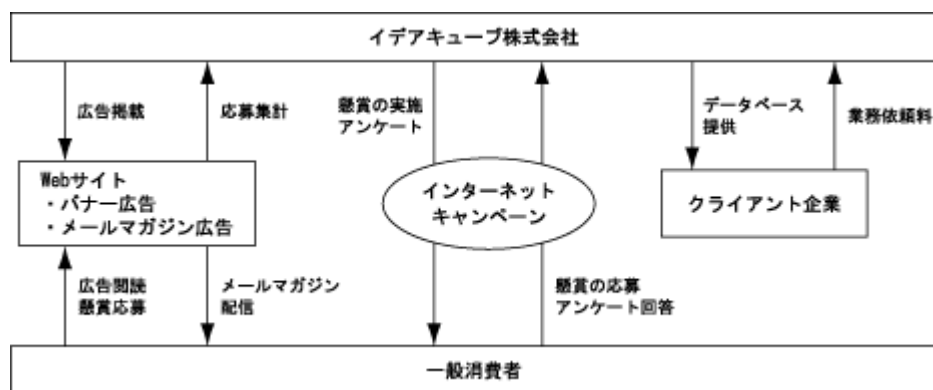 イデアキューブ株式会社
広告掲載
応募集計
懸賞の実施
アンケート
データベース
提供
業務依頼料
Webサイト
・バナー広告
・メールマガジン広告
インターネット
キャンペーン
クライアント企業
広告閲読
懸賞応募
メールマガジン
配信
懸賞の応募
アンケート回答
一般消費者